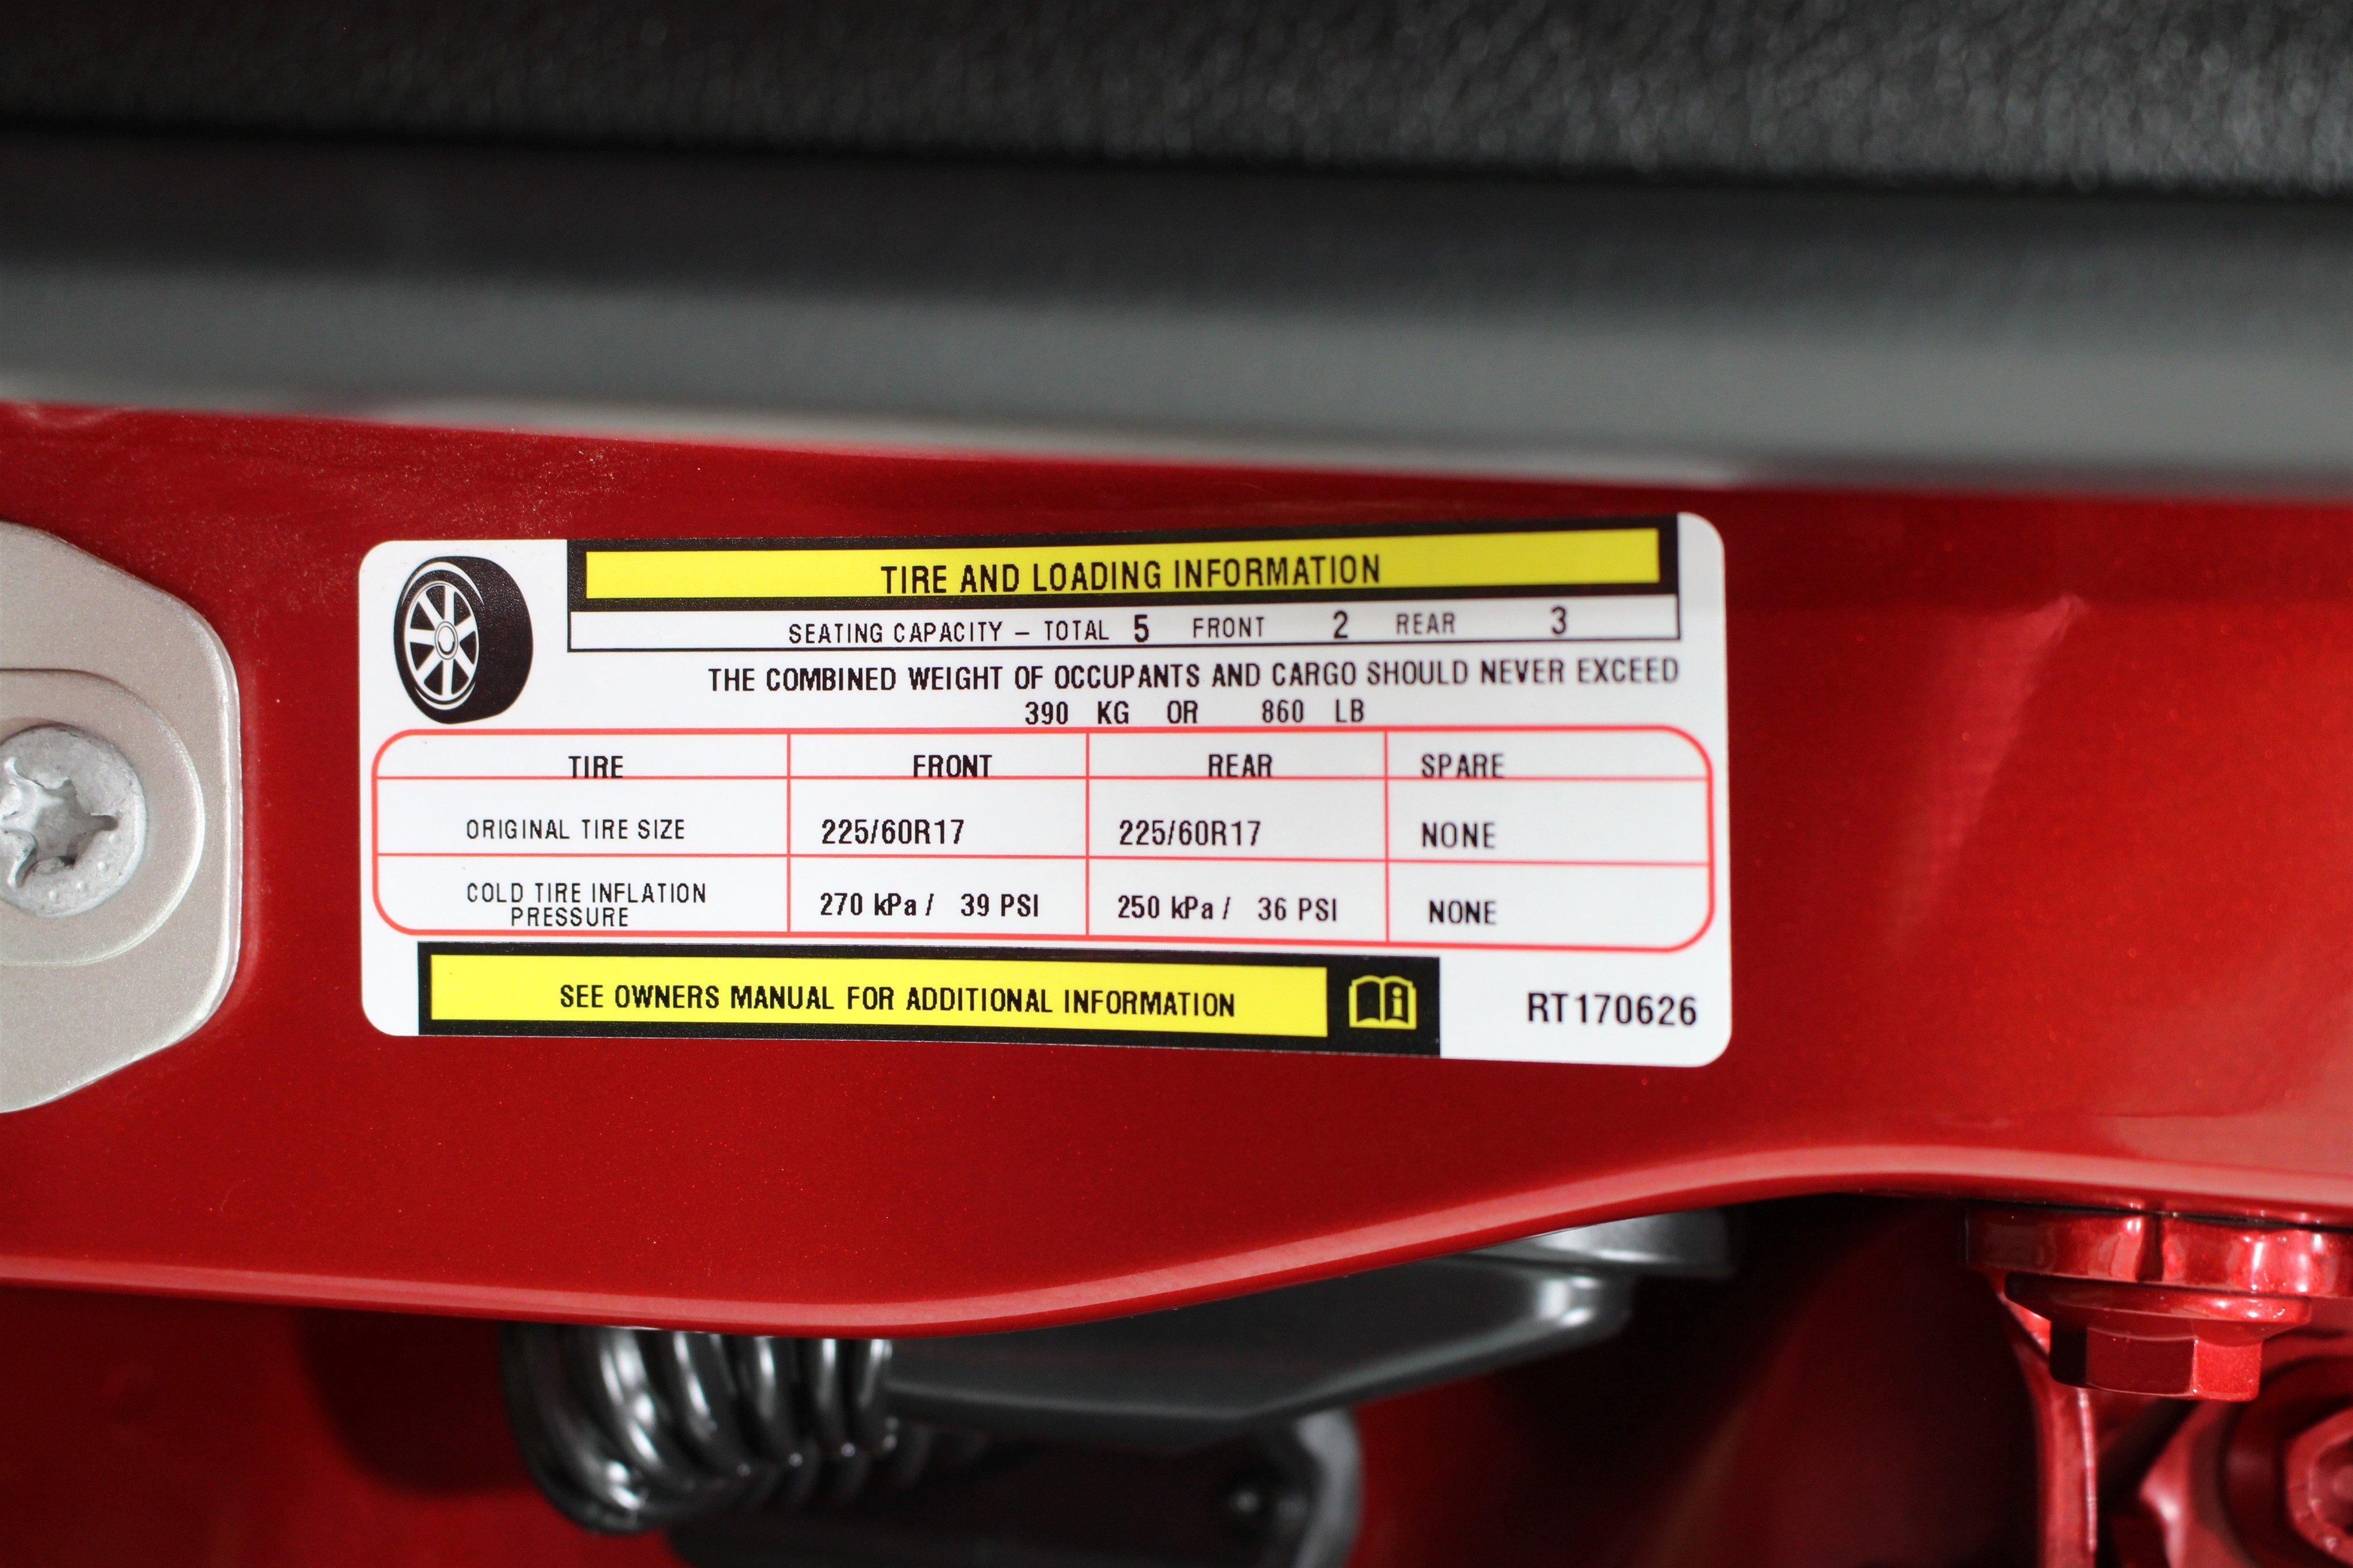 TIRE AND LOADING INFORMATION
SEATING CAPACITY – TOTAL 5 FRONT 2 REAR 3
THE COMBINED WEIGHT OF OCCUPANTS AND CARGO SHOULD NEVER EXCEED
390 KG OR 860 LB
TIRE FRONT REAR SPARE
ORIGINAL TIRE SIZE 225/60R17 225/60R17 NONE
COLD TIRE INFLATION
PRESSURE 270 kPa / 39 PSI 250 kPa / 36 PSI NONE
SEE OWNERS MANUAL FOR ADDITIONAL INFORMATION
RT170626